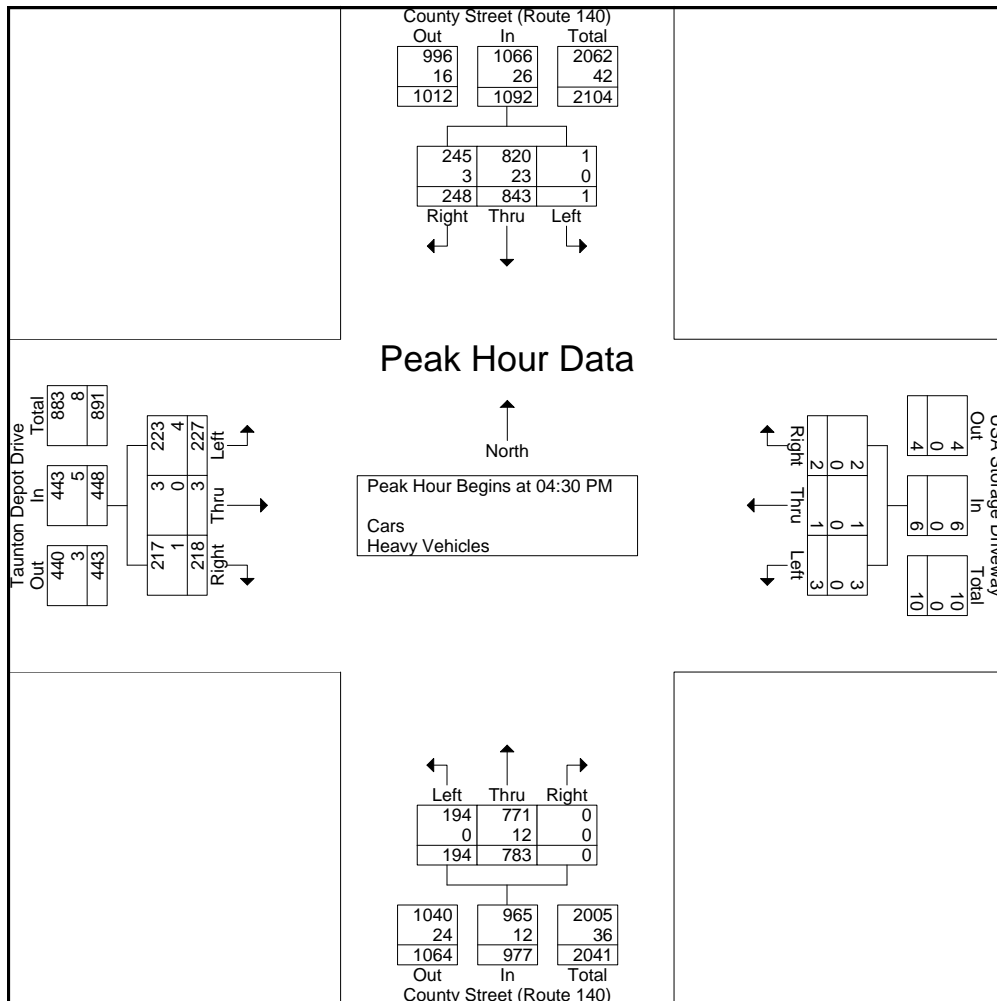 County Street (Route 140)
Out In Total
996 1066 2062
16 26 42
1012 1092 2104
245 820 1
3 23 0
248 843 1
Right Thru Left
Peak Hour Data
North
Peak Hour Begins at 04:30 PM
Cars
Heavy Vehicles
Taunton Depot Drive
Total
883 8 891
In
443 5 448
Out
440 3 443
Left
223 4 227
Thru
3 0 3
Right
217 1 218
USA Storage Driveway
Out
4 0 4
In
6 0 6
Total
10 0 10
Right
2 0 2
Thru
1 0 1
Left
3 0 3
Left Thru Right
194 771 0
0 12 0
194 783 0
1040 965 2005
24 12 36
1064 977 2041
Out In Total
County Street (Route 140)